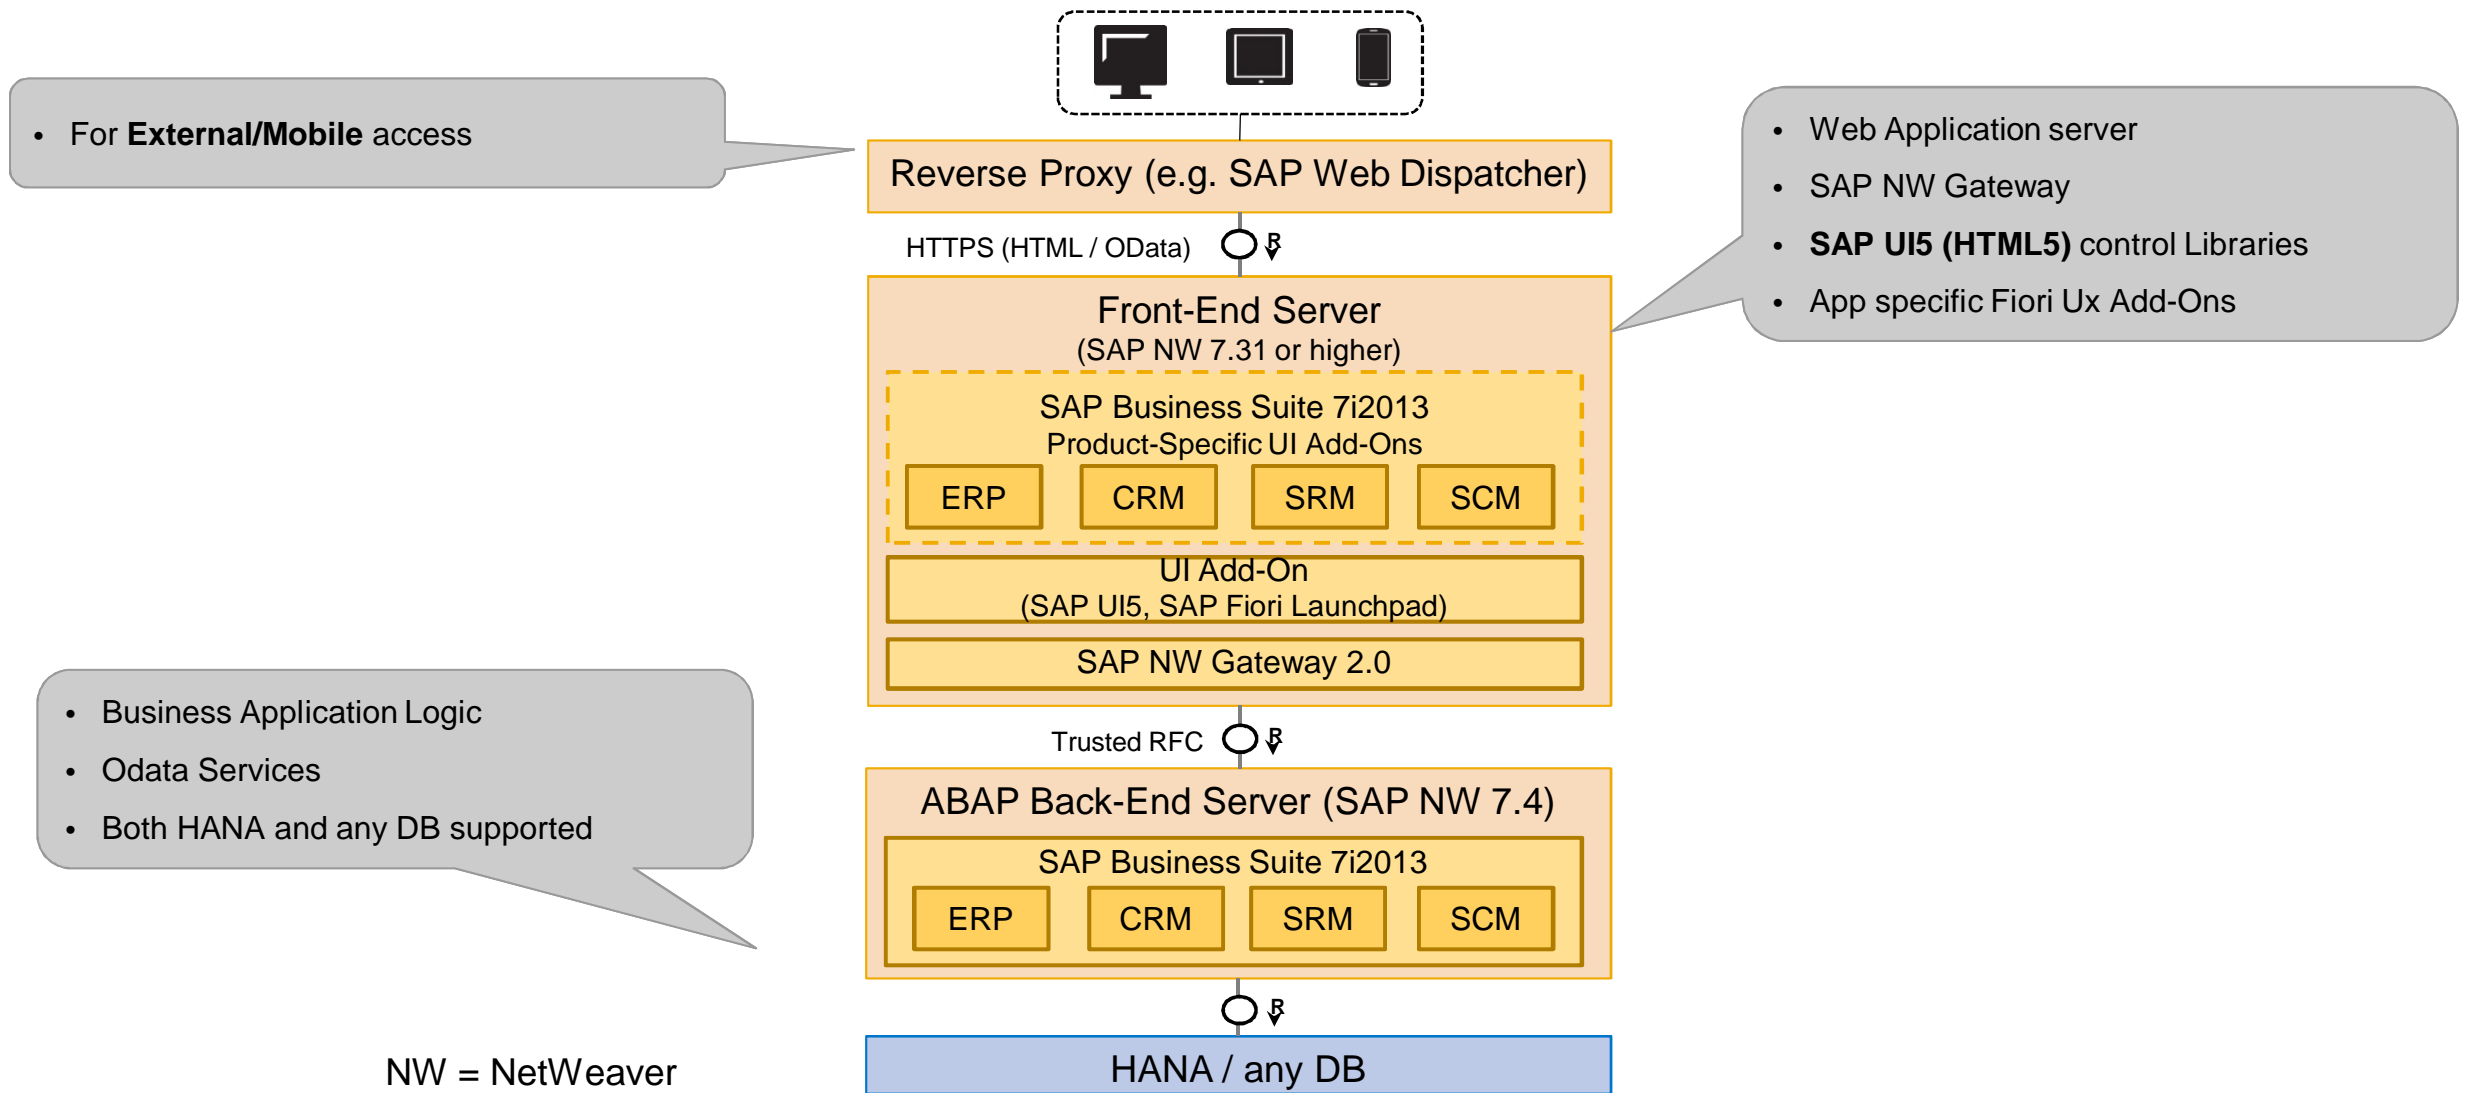 • For External/Mobile access
Reverse Proxy (e.g. SAP Web Dispatcher)
• Web Application server
• SAP NW Gateway
• SAP UI5 (HTML5) control Libraries
• App specific Fiori Ux Add-Ons
HTTPS (HTML / OData)
R
Front-End Server
(SAP NW 7.31 or higher)
SAP Business Suite 7i2013
Product-Specific UI Add-Ons
ERP CRM SRM SCM
UI Add-On
(SAP UI5, SAP Fiori Launchpad)
SAP NW Gateway 2.0
• Business Application Logic
• Odata Services
• Both HANA and any DB supported
Trusted RFC
R
ABAP Back-End Server (SAP NW 7.4)
SAP Business Suite 7i2013
ERP CRM SRM SCM
R
HANA / any DB
NW = NetWeaver